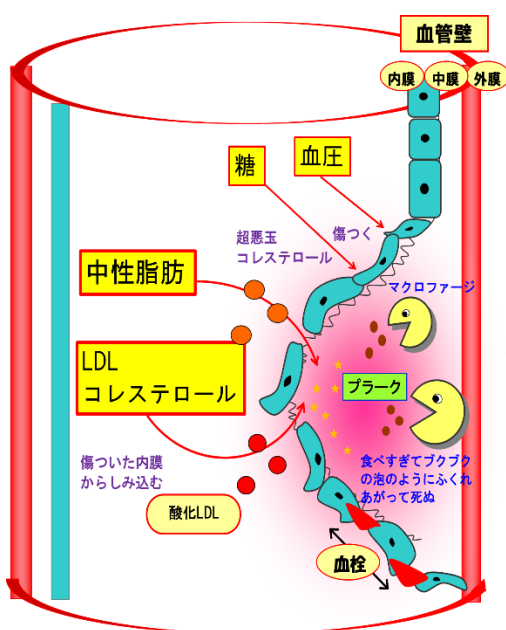 血管壁
内膜
中膜
外膜
血圧
糖
傷つく
超悪玉
コレステロール
中性脂肪
マクロファージ
LDL
コレステロール
プラーク
傷ついた内膜
からしみ込む
食べすぎてブクブク
の泡のようにふくれ
あがって死ぬ
酸化LDL
血栓